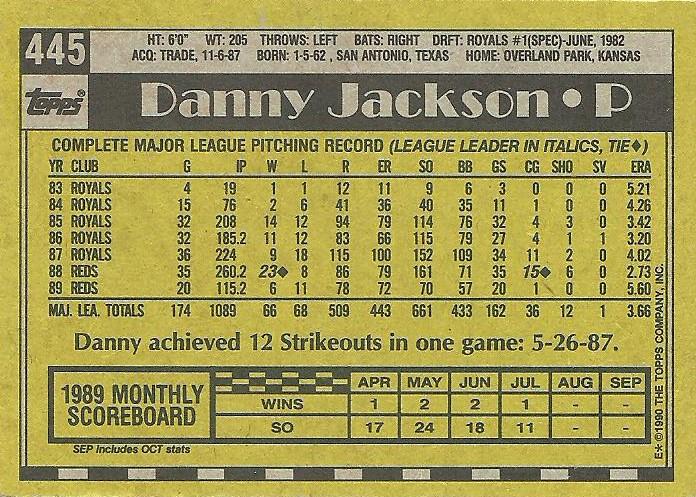 445
HT: 6'0" WT: 205 THROWS: LEFT BATS: RIGHT DRFT: ROYALS #1(SPEC)-JUNE, 1982
ACQ: TRADE, 11-6-87 BORN: 1-5-62 , SAN ANTONIO, TEXAS HOME: OVERLAND PARK, KANSAS
Topps®
Danny Jackson • P
COMPLETE MAJOR LEAGUE PITCHING RECORD (LEAGUE LEADER IN ITALICS, TIE♦)
YR CLUB G IP W L R ER SO BB GS CG SHO SV ERA
83 ROYALS 4 19 1 1 12 11 9 6 3 0 0 0 5.21
84 ROYALS 15 76 2 6 41 36 40 35 11 1 0 0 4.26
85 ROYALS 32 208 14 12 94 79 114 76 32 4 3 0 3.42
86 ROYALS 32 185.2 11 12 83 66 115 79 27 4 1 1 3.20
87 ROYALS 36 224 9 18 115 100 152 109 34 11 2 0 4.02
88 REDS 35 260.2 23♦ 8 86 79 161 71 35 15♦ 6 0 2.73
89 REDS 20 115.2 6 11 78 72 70 57 20 1 0 0 5.60
MAJ. LEA. TOTALS 174 1089 66 68 509 443 661 433 162 36 12 1 3.66
Danny achieved 12 Strikeouts in one game: 5-26-87.
1989 MONTHLY SCOREBOARD
APR MAY JUN JUL AUG SEP
WINS 1 2 2 1 - -
SO 17 24 18 11 - -
SEP includes OCT stats
E* ©1990 THE TOPPS COMPANY, INC.